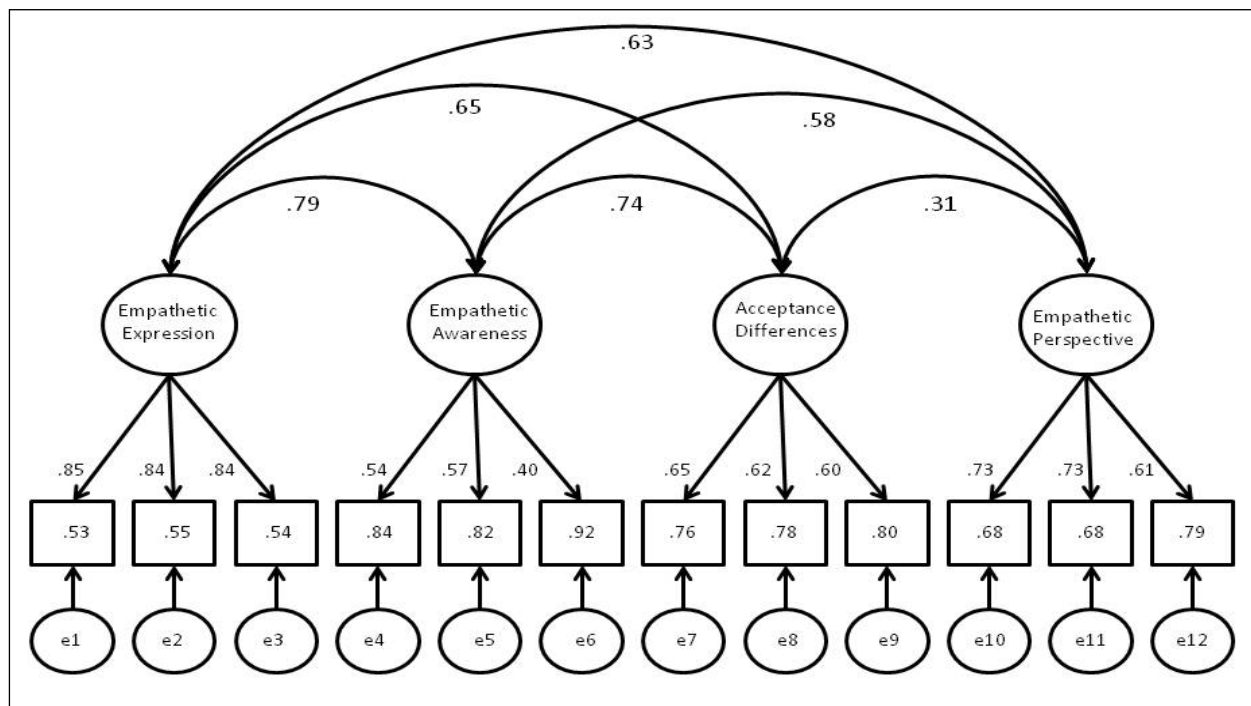 .63
.65
.58
.79
.74
.31
Empathetic
Expression
Empathetic
Awareness
Acceptance
Differences
Empathetic
Perspective
.85 .84 .84 .54 .57 .40 .65 .62 .60 .73 .73 .61
.53 .55 .54 .84 .82 .92 .76 .78 .80 .68 .68 .79
e1 e2 e3 e4 e5 e6 e7 e8 e9 e10 e11 e12